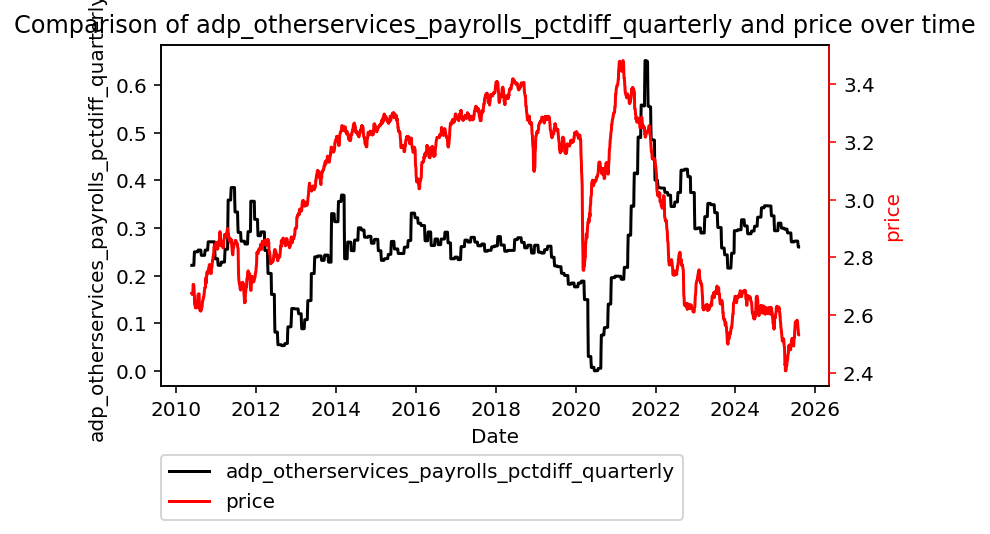 Comparison of adp_otherservices_payrolls_pctdiff_quarterly and price over time
adp_otherservices_payrolls_pctdiff_quarterly
0.6
0.5
0.4
0.3
0.2
0.1
0.0
3.4
3.2
3.0
2.8
2.6
2.4
price
2010 2012 2014 2016 2018 2020 2022 2024 2026
Date
adp_otherservices_payrolls_pctdiff_quarterly
price